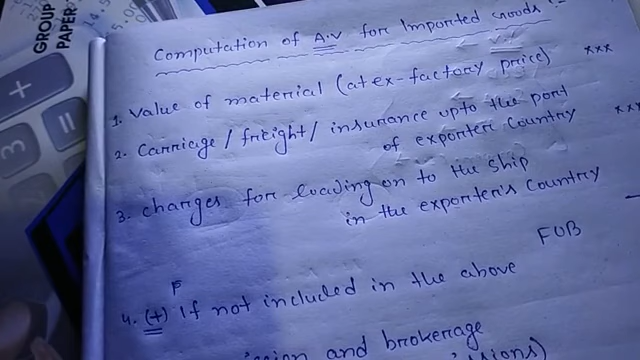 GROUP
PAPER
Computation of A.V for Imported Goods :-
1. Value of material (at ex-factory price) xxx
2. Carriage / freight / insurance upto the port
of exporter Country xxx
3. Charges for loading on to the ship
in the exporter's Country
FOB
4. (+) If not included in the above
and brokerage